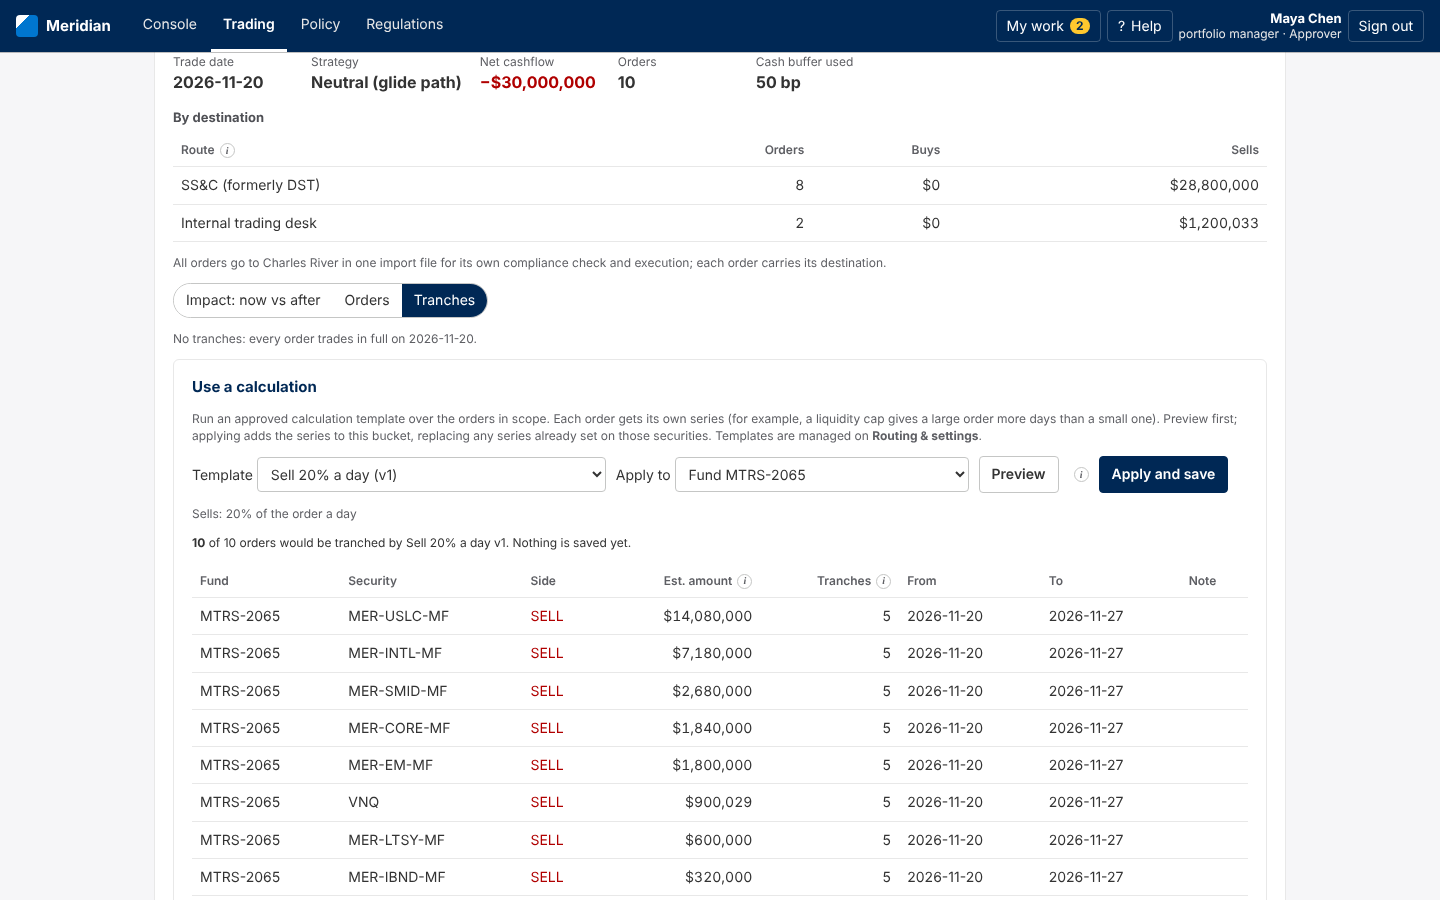 Meridian Console Trading Policy Regulations My work 2 ? Help Maya Chen portfolio manager · Approver Sign out
Trade date Strategy Net cashflow Orders Cash buffer used
2026-11-20 Neutral (glide path) −$30,000,000 10 50 bp
By destination
Route i Orders Buys Sells
SS&C (formerly DST) 8 $0 $28,800,000
Internal trading desk 2 $0 $1,200,033
All orders go to Charles River in one import file for its own compliance check and execution; each order carries its destination.
Impact: now vs after Orders Tranches
No tranches: every order trades in full on 2026-11-20.
Use a calculation
Run an approved calculation template over the orders in scope. Each order gets its own series (for example, a liquidity cap gives a large order more days than a small one). Preview first;
applying adds the series to this bucket, replacing any series already set on those securities. Templates are managed on Routing & settings.
Template Sell 20% a day (v1) Apply to Fund MTRS-2065 Preview i Apply and save
Sells: 20% of the order a day
10 of 10 orders would be tranched by Sell 20% a day v1. Nothing is saved yet.
Fund Security Side Est. amount i Tranches i From To Note
MTRS-2065 MER-USLC-MF SELL $14,080,000 5 2026-11-20 2026-11-27
MTRS-2065 MER-INTL-MF SELL $7,180,000 5 2026-11-20 2026-11-27
MTRS-2065 MER-SMID-MF SELL $2,680,000 5 2026-11-20 2026-11-27
MTRS-2065 MER-CORE-MF SELL $1,840,000 5 2026-11-20 2026-11-27
MTRS-2065 MER-EM-MF SELL $1,800,000 5 2026-11-20 2026-11-27
MTRS-2065 VNQ SELL $900,029 5 2026-11-20 2026-11-27
MTRS-2065 MER-LTSY-MF SELL $600,000 5 2026-11-20 2026-11-27
MTRS-2065 MER-IBND-MF SELL $320,000 5 2026-11-20 2026-11-27